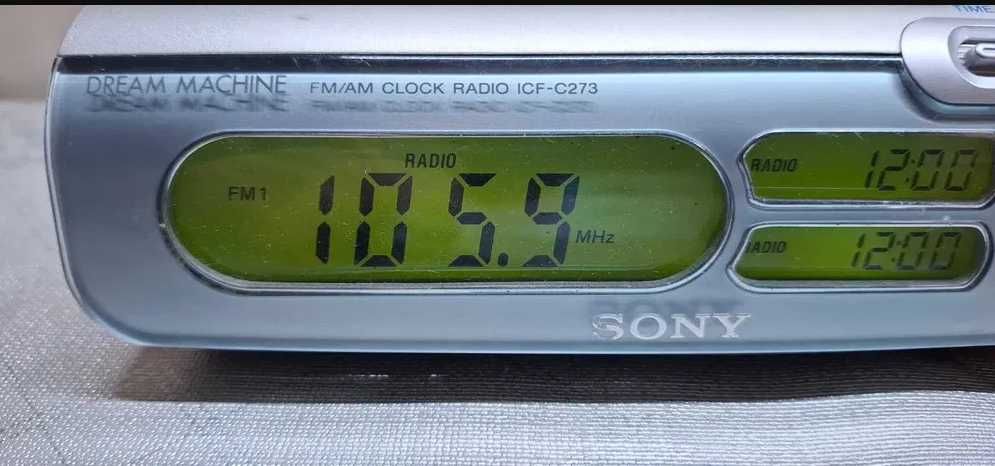 TIME
DREAM MACHINE FM/AM CLOCK RADIO ICF-C273
RADIO
FM1 105.9 MHz
RADIO 12:00
RADIO 12:00
SONY